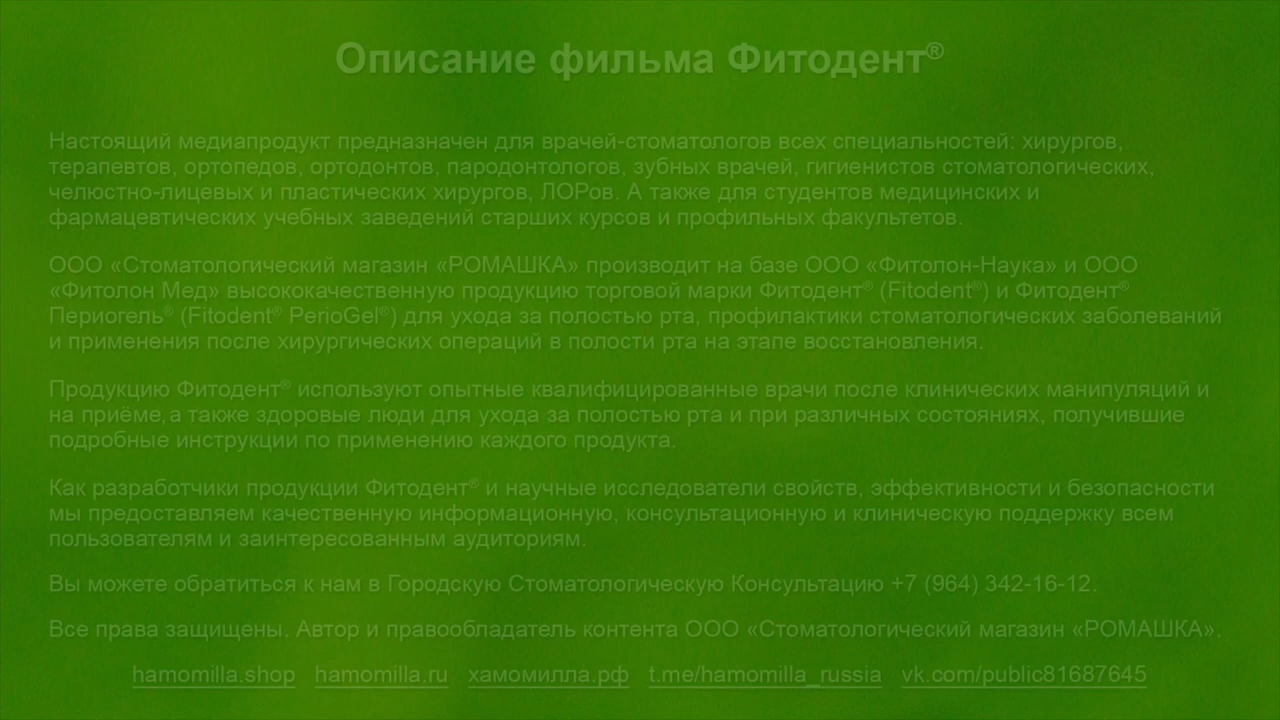 Описание фильма Фитодент®
Настоящий медиапродукт предназначен для врачей-стоматологов всех специальностей: хирургов,
терапевтов, ортопедов, ортодонтов, пародонтологов, зубных врачей, гигиенистов стоматологических,
челюстно-лицевых и пластических хирургов, ЛОРов. А также для студентов медицинских и
фармацевтических учебных заведений старших курсов и профильных факультетов.
ООО «Стоматологический магазин «РОМАШКА» производит на базе ООО «Фитолон-Наука» и ООО
«Фитолон Мед» высококачественную продукцию торговой марки Фитодент® (Fitodent®) и Фитодент®
Периогель® (Fitodent® PerioGel®) для ухода за полостью рта, профилактики стоматологических заболеваний
и применения после хирургических операций в полости рта на этапе восстановления.
Продукцию Фитодент® используют опытные квалифицированные врачи после клинических манипуляций и
на приёме, а также здоровые люди для ухода за полостью рта и при различных состояниях, получившие
подробные инструкции по применению каждого продукта.
Как разработчики продукции Фитодент® и научные исследователи свойств, эффективности и безопасности
мы предоставляем качественную информационную, консультационную и клиническую поддержку всем
пользователям и заинтересованным аудиториям.
Вы можете обратиться к нам в Городскую Стоматологическую Консультацию +7 (964) 342-16-12.
Все права защищены. Автор и правообладатель контента ООО «Стоматологический магазин «РОМАШКА».
hamomilla.shop hamomilla.ru хамомилла.рф t.me/hamomilla_russia vk.com/public81687645